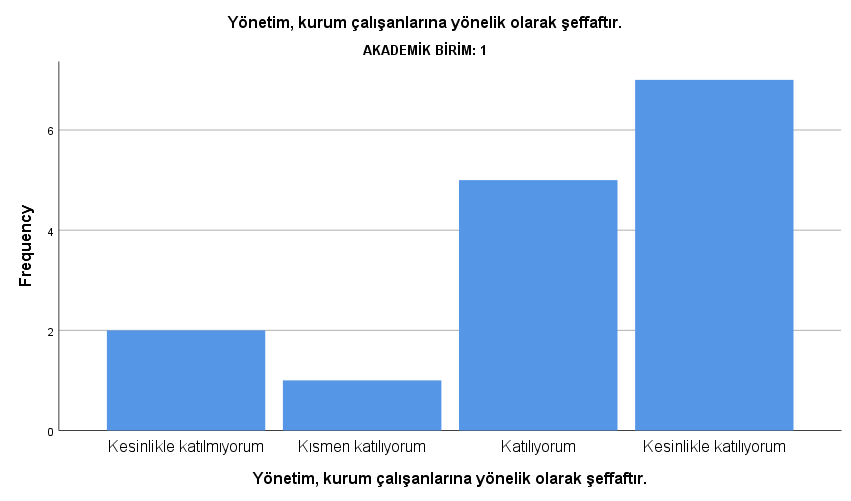 Yönetim, kurum çalışanlarına yönelik olarak şeffaftır.
AKADEMİK BİRİM: 1
Frequency
6
4
2
0
Kesinlikle katılmıyorum
Kısmen katılıyorum
Katılıyorum
Kesinlikle katılıyorum
Yönetim, kurum çalışanlarına yönelik olarak şeffaftır.